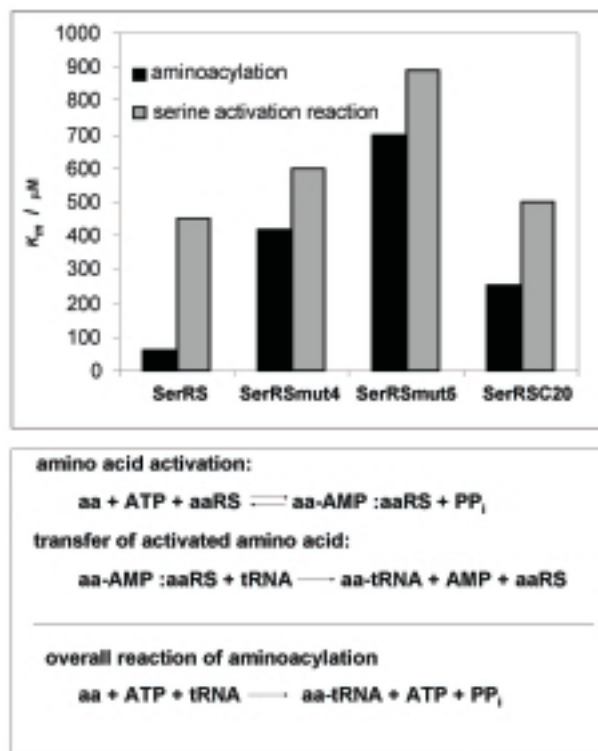 1000
900
800
700
600
500
400
300
200
100
0
Km / µM
aminoacylation
serine activation reaction
SerRS SerRSmut4 SerRSmut5 SerRSC20
amino acid activation:
aa + ATP + aaRS ⇌ aa-AMP :aaRS + PPi
transfer of activated amino acid:
aa-AMP :aaRS + tRNA → aa-tRNA + AMP + aaRS
overall reaction of aminoacylation
aa + ATP + tRNA → aa-tRNA + ATP + PPi